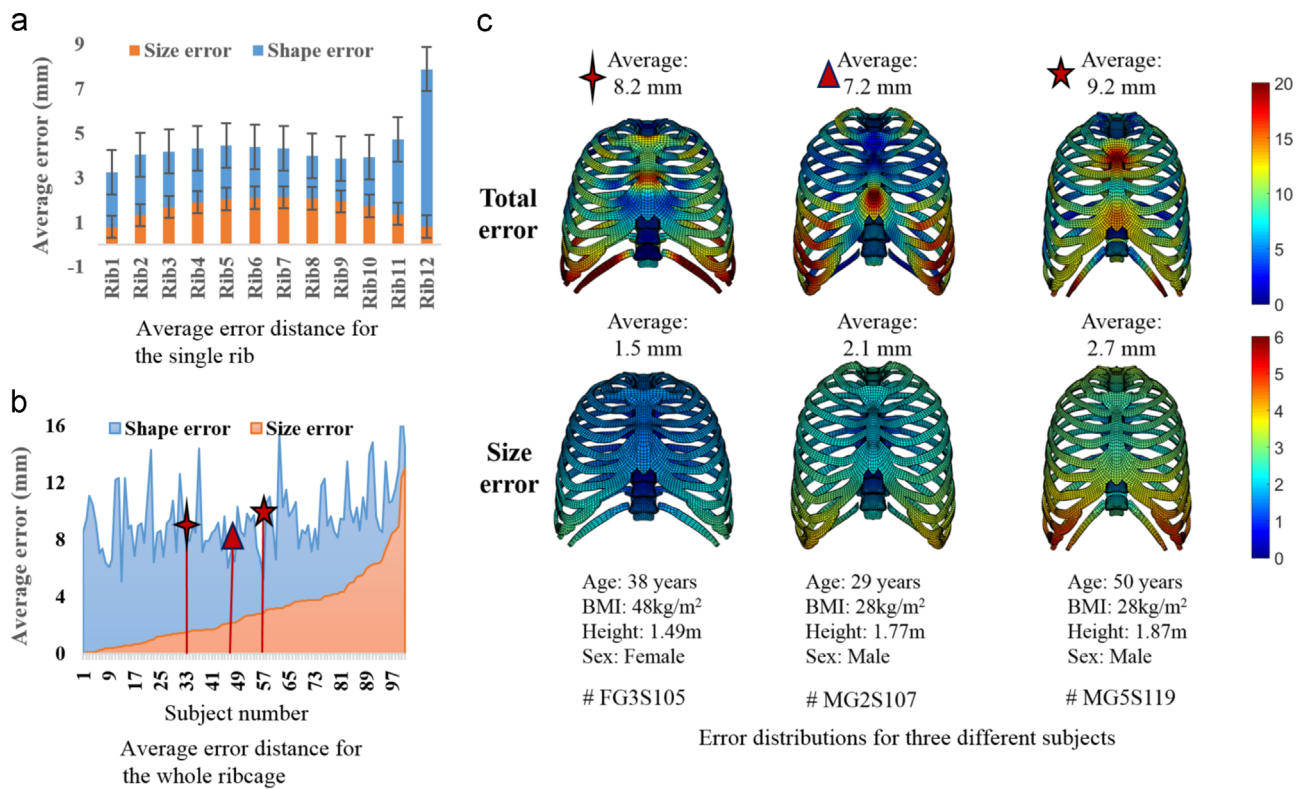 a
Size error
Shape error
Average error (mm)
9
7
5
3
1
-1
Rib1
Rib2
Rib3
Rib4
Rib5
Rib6
Rib7
Rib8
Rib9
Rib10
Rib11
Rib12
Average error distance for
the single rib
b
Shape error
Size error
Average error (mm)
16
12
8
4
0
1
9
17
25
33
41
49
57
65
73
81
89
97
Subject number
Average error distance for
the whole ribcage
c
Average:
8.2 mm
Average:
7.2 mm
Average:
9.2 mm
Total
error
20
15
10
5
0
Average:
1.5 mm
Average:
2.1 mm
Average:
2.7 mm
Size
error
6
5
4
3
2
1
0
Age: 38 years
BMI: 48kg/m²
Height: 1.49m
Sex: Female
# FG3S105
Age: 29 years
BMI: 28kg/m²
Height: 1.77m
Sex: Male
# MG2S107
Age: 50 years
BMI: 28kg/m²
Height: 1.87m
Sex: Male
# MG5S119
Error distributions for three different subjects